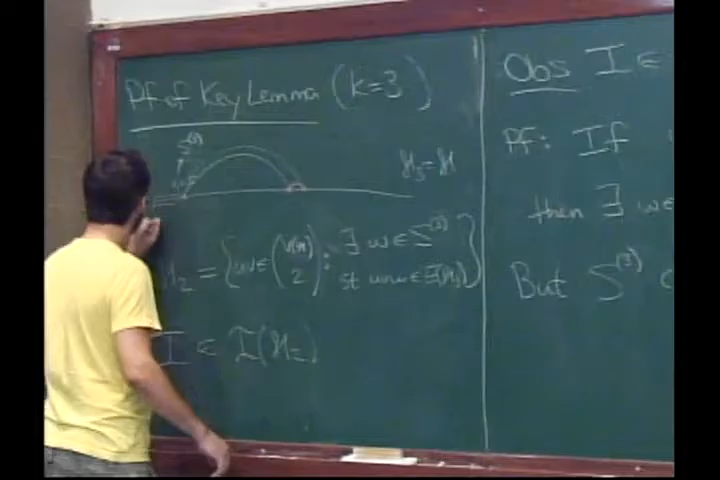 Pf of Key Lemma (k=3)
S⁽³⁾
ℋ₃ = ℋ
ℋ₂ = { uv ∈ (V(ℋ) 2) : ∃ w ∈ S⁽³⁾
st uvw ∈ E(ℋ₃) }
I ∈ I(ℋ₂)
Obs I ∈
Pf: If
then ∃ w ∈
But S⁽³⁾